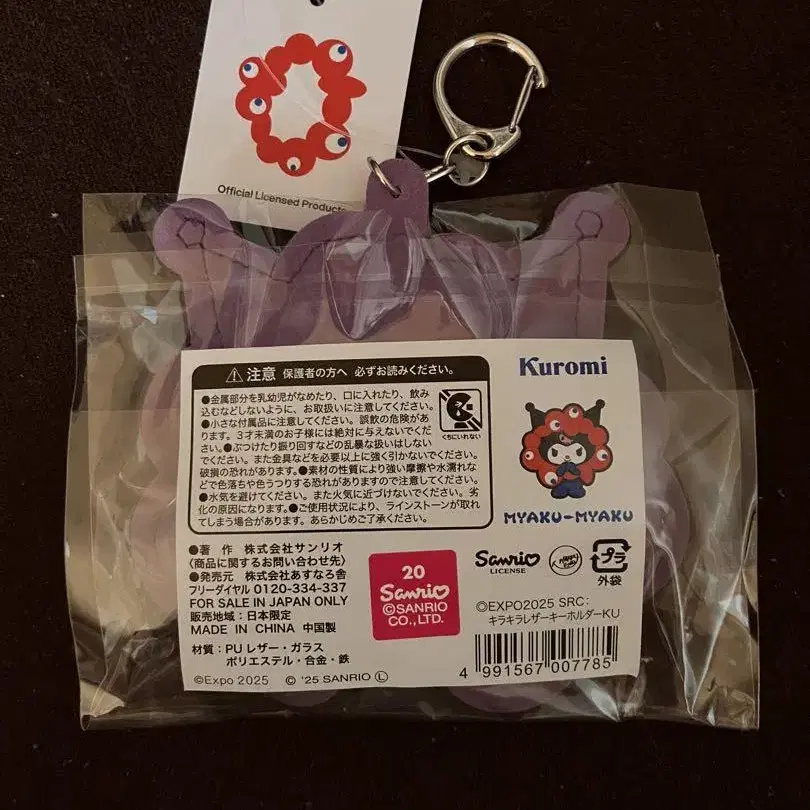 Official Licensed Product
⚠注意 保護者の方へ 必ずお読みください。
●金属部分を乳幼児がなめたり、口に入れたり、飲み
込むなどしないように、お取扱いに注意してください。
●小さな付属品に注意してください。誤飲の危険があ
ります。3才未満のお子様には絶対に与えないでくだ
さい。●ぶつけたり振り回すなどの乱暴な扱いはしない
でください。また金具などを必要以上に強く引かないでください。
破損の恐れがあります。●素材の性質により強い摩擦や水濡れな
どで色落ちや色うつりする恐れがありますので注意してください。
●水気を避けてください。また火気に近づけないでください。劣
化の原因になります。●ご使用状況により、ラインストーンが取れ
てしまう場合があります。あらかじめご了承ください。
くちにいれない
Kuromi
MYAKU-MYAKU
●著 作 株式会社サンリオ
〈商品に関するお問い合わせ先〉
●発売元 株式会社あすなろ舎
フリーダイヤル 0120-334-337
FOR SALE IN JAPAN ONLY
販売地域:日本限定
MADE IN CHINA 中国製
材質:PU レザー・ガラス
ポリエステル・合金・鉄
©Expo 2025 © '25 SANRIO Ⓛ
20
Sanrio
©SANRIO
CO.,LTD.
Sanrio
LICENSE
プラ
外袋
©EXPO2025 SRC:
キラキラレザーキーホルダーKU
4 991567 007785